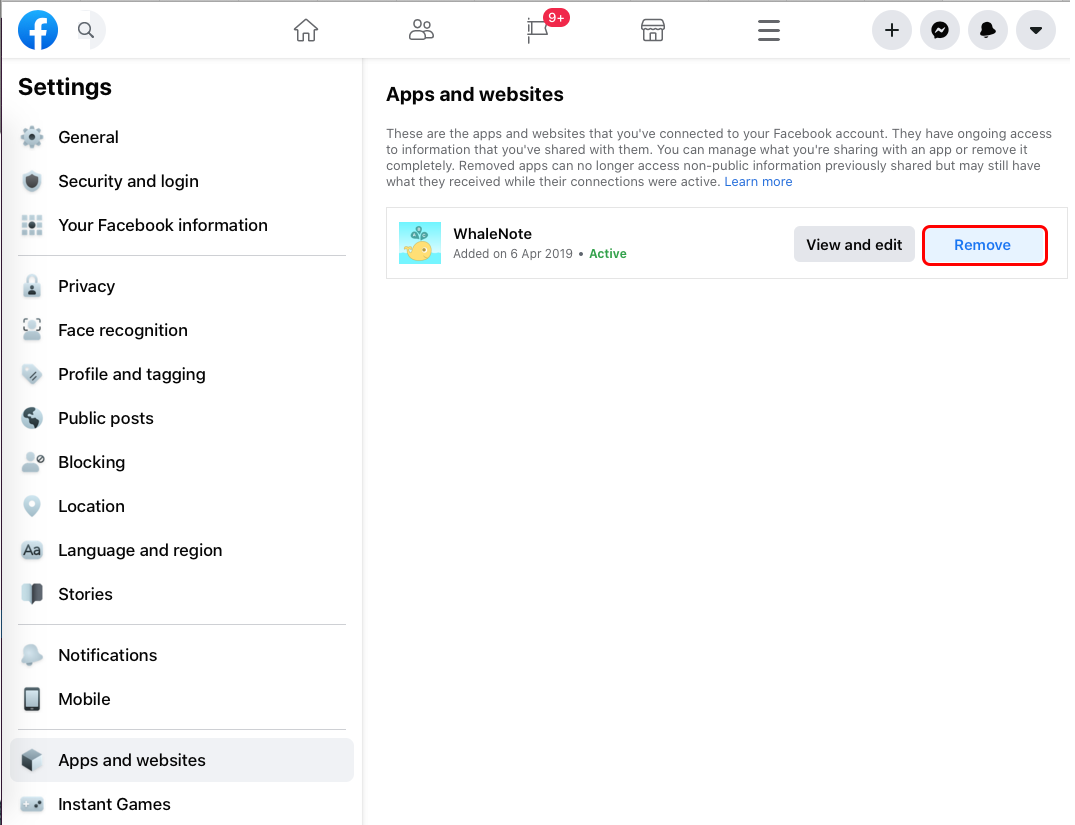 9+
Settings
General
Security and login
Your Facebook information
Privacy
Face recognition
Profile and tagging
Public posts
Blocking
Location
Aa
Language and region
Stories
Notifications
Mobile
Apps and websites
Instant Games
Apps and websites
These are the apps and websites that you've connected to your Facebook account. They have ongoing access
to information that you've shared with them. You can manage what you're sharing with an app or remove it
completely. Removed apps can no longer access non-public information previously shared but may still have
what they received while their connections were active. Learn more
WhaleNote
Added on 6 Apr 2019 • Active
View and edit
Remove